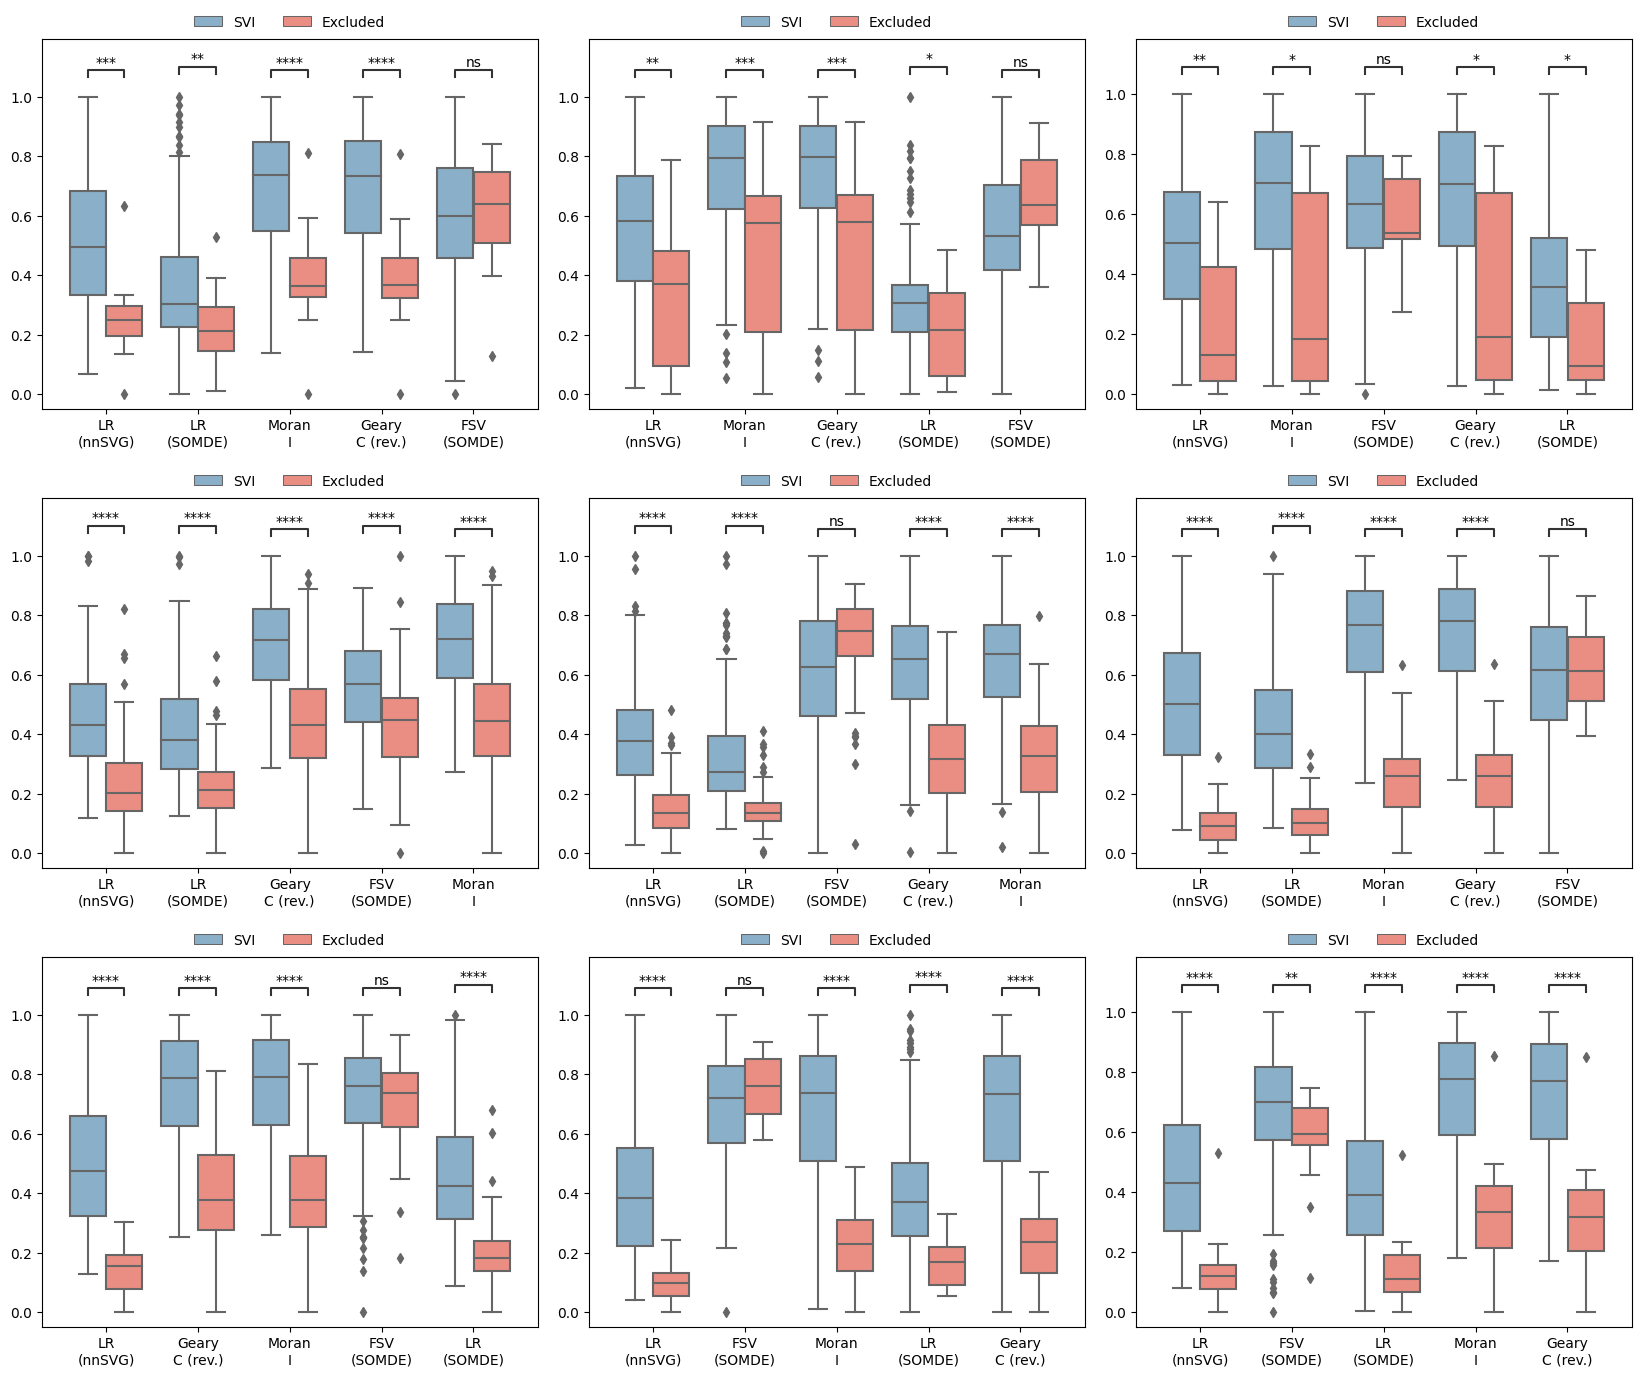 SVI Excluded SVI Excluded SVI Excluded
*** ** **** **** ns ** *** *** * ns ** * ns * *
1.0 1.0 1.0
0.8 0.8 0.8
0.6 0.6 0.6
0.4 0.4 0.4
0.2 0.2 0.2
0.0 0.0 0.0
LR LR Moran Geary FSV LR Moran Geary LR FSV LR Moran FSV Geary LR
(nnSVG) (SOMDE) I C (rev.) (SOMDE) (nnSVG) I C (rev.) (SOMDE) (SOMDE) (nnSVG) I (SOMDE) C (rev.) (SOMDE)
SVI Excluded SVI Excluded SVI Excluded
**** **** **** **** **** **** **** ns **** **** **** **** **** **** ns
1.0 1.0 1.0
0.8 0.8 0.8
0.6 0.6 0.6
0.4 0.4 0.4
0.2 0.2 0.2
0.0 0.0 0.0
LR LR Geary FSV Moran LR LR FSV Geary Moran LR LR Moran Geary FSV
(nnSVG) (SOMDE) C (rev.) (SOMDE) I (nnSVG) (SOMDE) (SOMDE) C (rev.) I (nnSVG) (SOMDE) I C (rev.) (SOMDE)
SVI Excluded SVI Excluded SVI Excluded
**** **** **** ns **** **** ns **** **** **** **** ** **** **** ****
1.0 1.0 1.0
0.8 0.8 0.8
0.6 0.6 0.6
0.4 0.4 0.4
0.2 0.2 0.2
0.0 0.0 0.0
LR Geary Moran FSV LR LR FSV Moran LR Geary LR FSV LR Moran Geary
(nnSVG) C (rev.) I (SOMDE) (SOMDE) (nnSVG) (SOMDE) I (SOMDE) C (rev.) (nnSVG) (SOMDE) (SOMDE) I C (rev.)